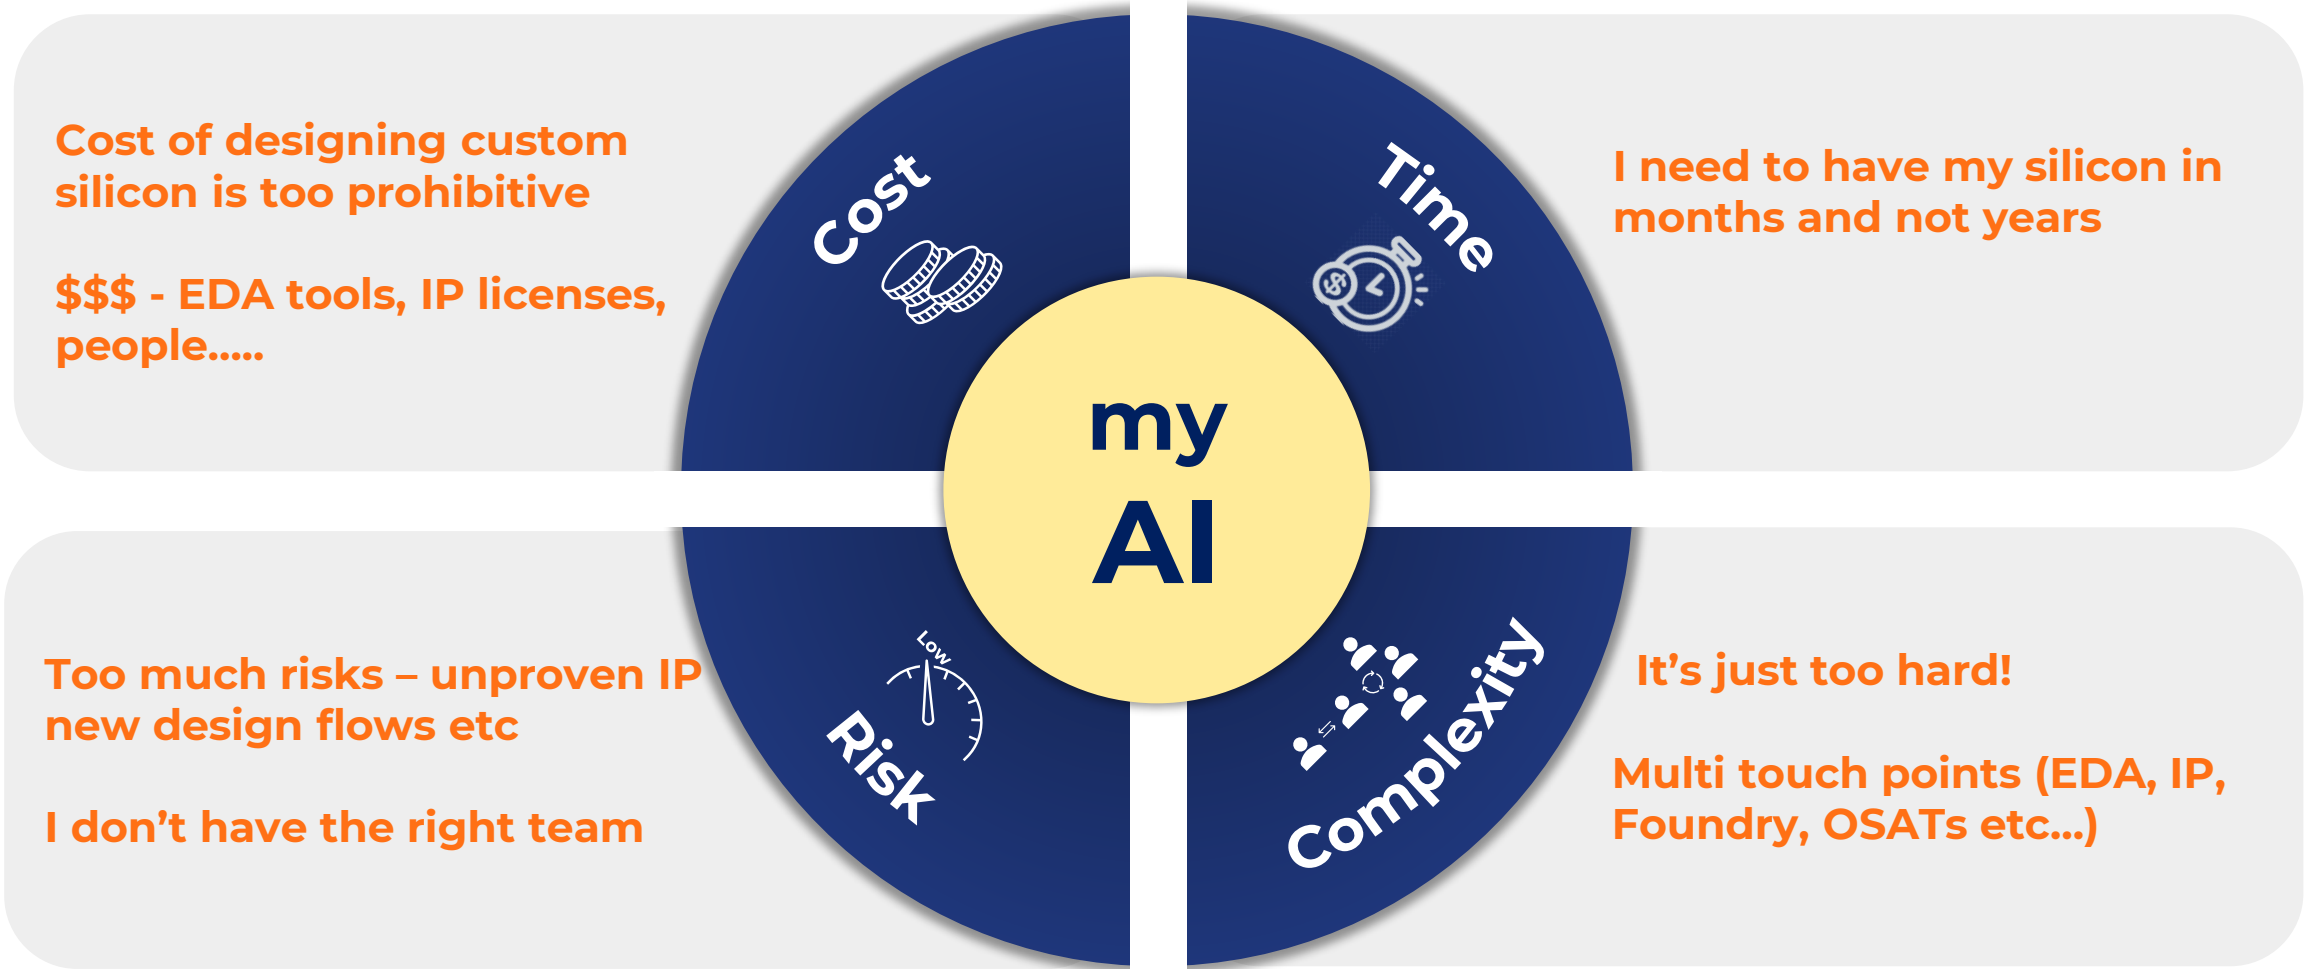 Cost of designing custom
silicon is too prohibitive
$$$ - EDA tools, IP licenses,
people.....
Cost
Time
$
I need to have my silicon in
months and not years
my
AI
Too much risks – unproven IP
new design flows etc
I don’t have the right team
Low
Risk
Complexity
It’s just too hard!
Multi touch points (EDA, IP,
Foundry, OSATs etc...)